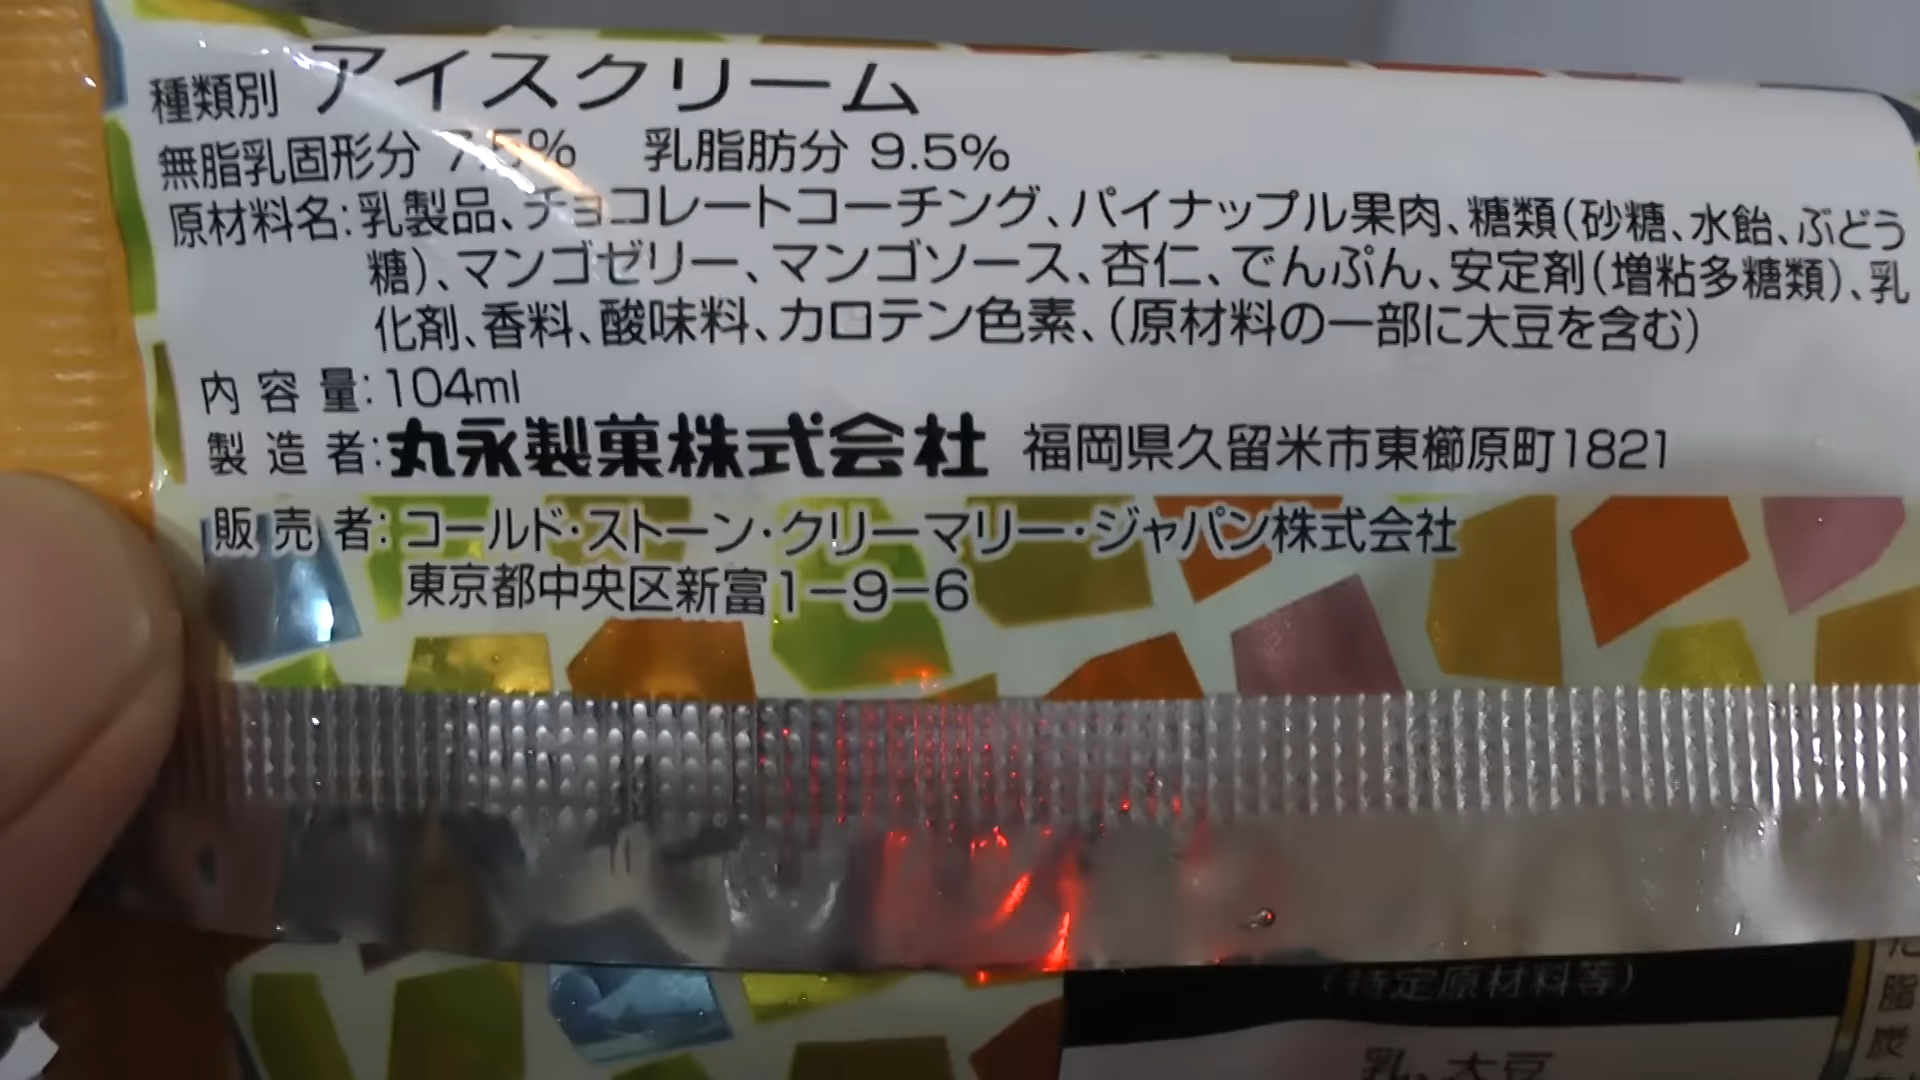 種類別 アイスクリーム
無脂乳固形分 7.5% 乳脂肪分 9.5%
原材料名:乳製品、チョコレートコーチング、パイナップル果肉、糖類(砂糖、水飴、ぶどう
糖)、マンゴゼリー、マンゴソース、杏仁、でんぷん、安定剤(増粘多糖類)、乳
化剤、香料、酸味料、カロテン色素、(原材料の一部に大豆を含む)
内容量:104ml
製造者:丸永製菓株式会社 福岡県久留米市東櫛原町1821
販売者:コールド・ストーン・クリーマリー・ジャパン株式会社
東京都中央区新富1-9-6
(特定原材料等)
乳、大豆
脂
炭